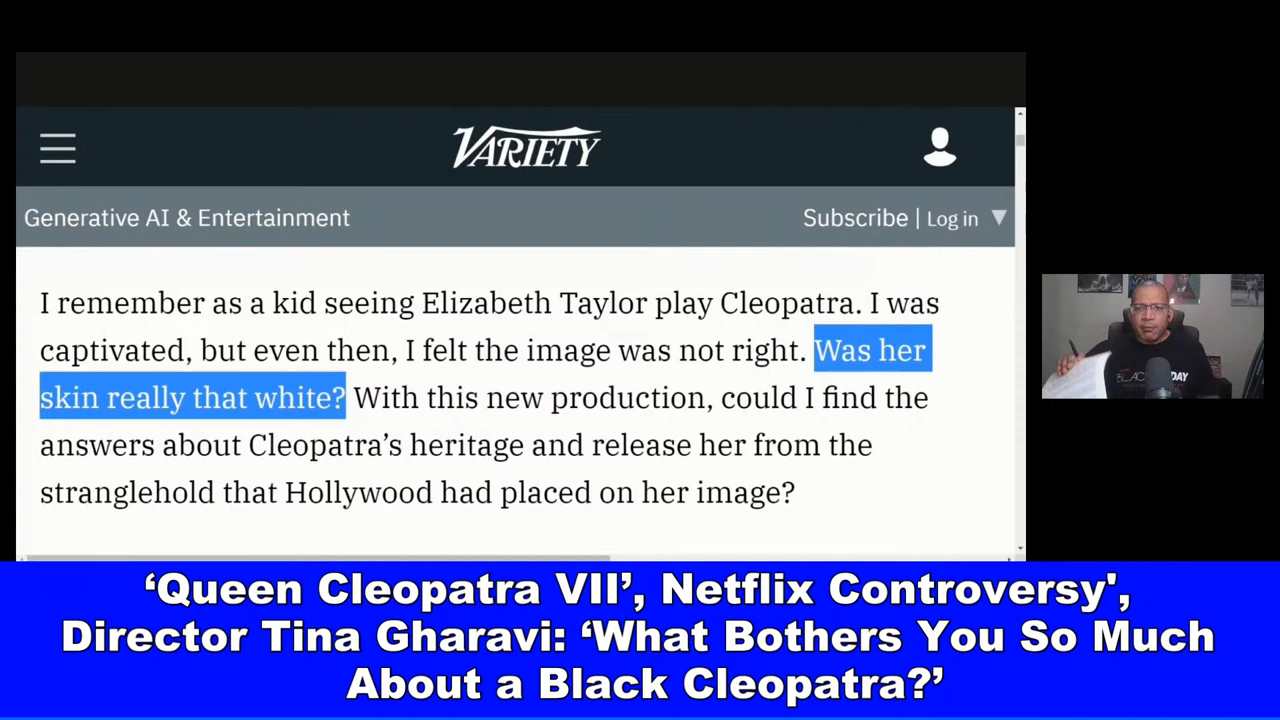 VARIETY
Generative AI & Entertainment
Subscribe | Log in ▼
I remember as a kid seeing Elizabeth Taylor play Cleopatra. I was
captivated, but even then, I felt the image was not right. Was her
skin really that white? With this new production, could I find the
answers about Cleopatra’s heritage and release her from the
stranglehold that Hollywood had placed on her image?
‘Queen Cleopatra VII’, Netflix Controversy',
Director Tina Gharavi: ‘What Bothers You So Much
About a Black Cleopatra?’